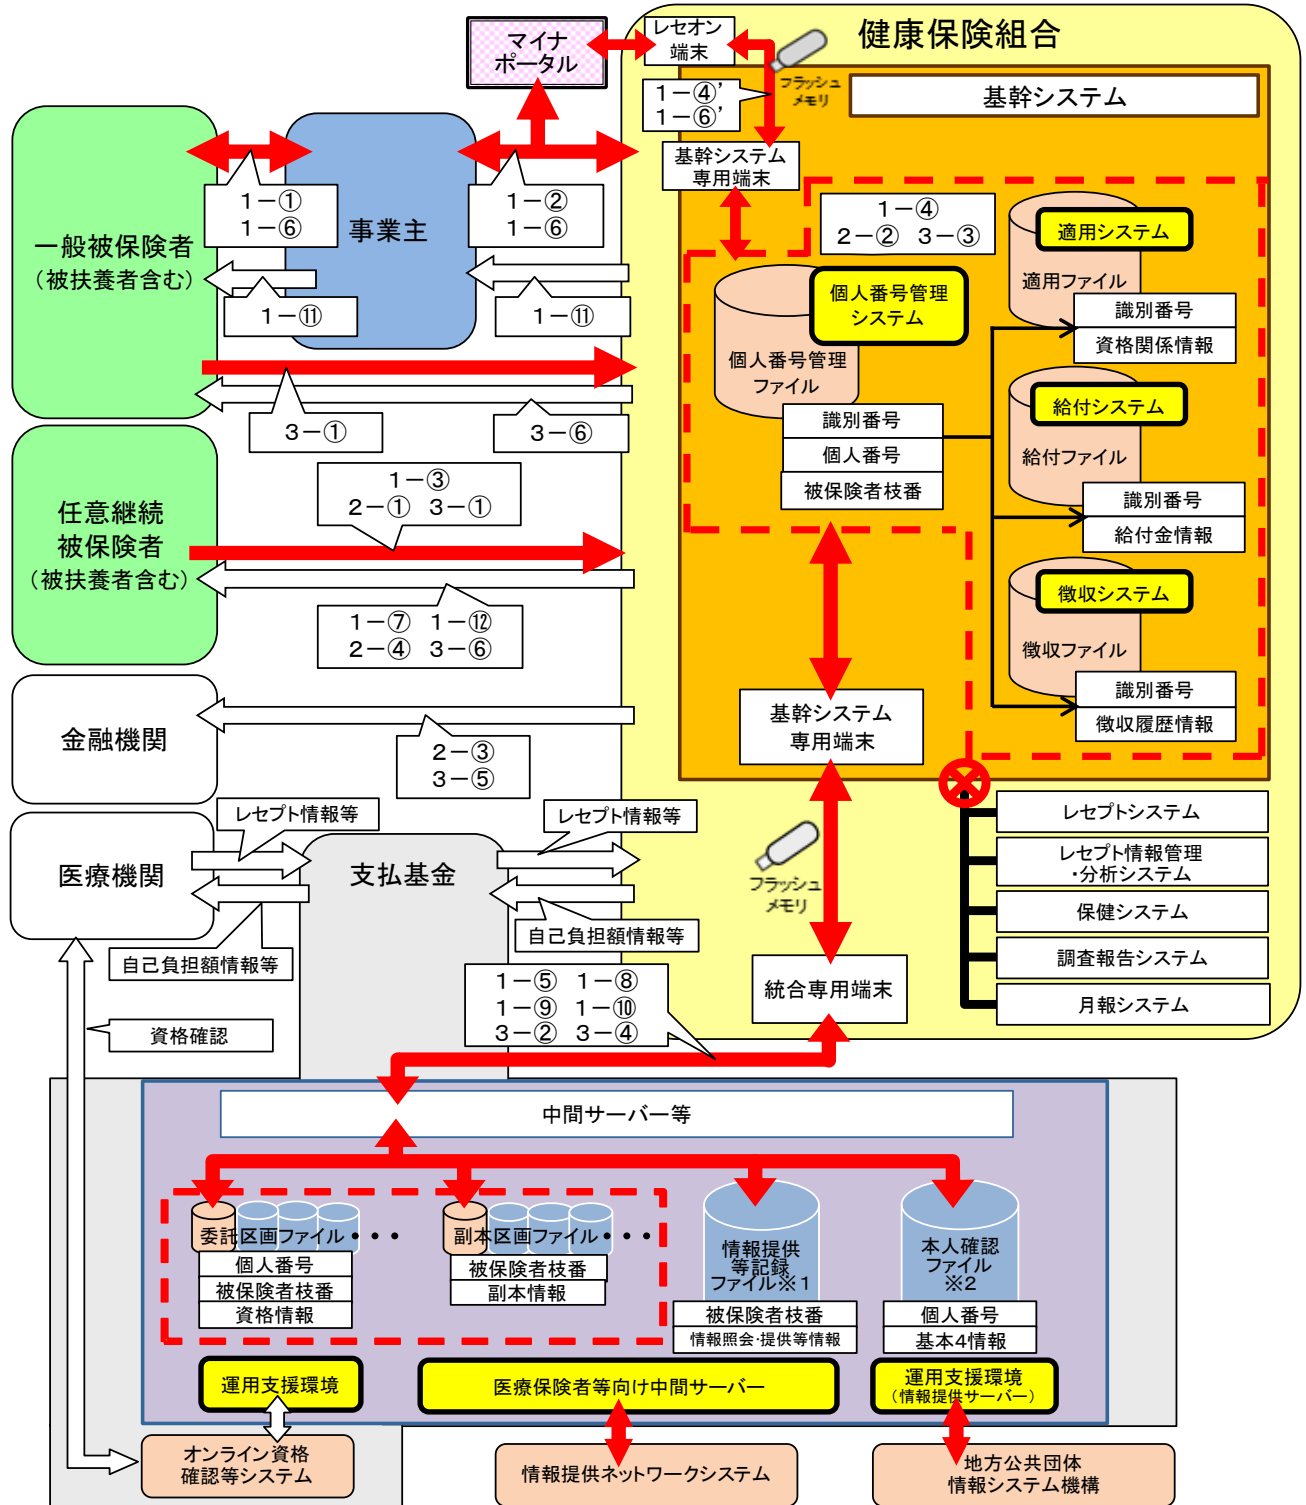 マイナ
ポータル
レセオン
端末
健康保険組合
フラッシュ
メモリ
基幹システム
1-④’
1-⑥’
基幹システム
専用端末
一般被保険者
(被扶養者含む)
1-①
1-⑥
事業主
1-②
1-⑥
1-⑪
1-⑪
3-①
3-⑥
1-④
2-② 3-③
適用システム
適用ファイル
識別番号
資格関係情報
個人番号管理
システム
個人番号管理
ファイル
識別番号
個人番号
被保険者枝番
給付システム
給付ファイル
識別番号
給付金情報
徴収システム
徴収ファイル
識別番号
徴収履歴情報
任意継続
被保険者
(被扶養者含む)
1-③
2-① 3-①
1-⑦ 1-⑫
2-④ 3-⑥
金融機関
2-③
3-⑤
基幹システム
専用端末
医療機関
レセプト情報等
支払基金
レセプト情報等
自己負担額情報等
自己負担額情報等
フラッシュ
メモリ
レセプトシステム
レセプト情報管理
・分析システム
保健システム
調査報告システム
月報システム
資格確認
1-⑤ 1-⑧
1-⑨ 1-⑩
3-② 3-④
統合専用端末
中間サーバー等
委託区画ファイル・・・
個人番号
被保険者枝番
資格情報
副本区画ファイル・・・
被保険者枝番
副本情報
情報提供
等記録
ファイル※1
被保険者枝番
情報照会・提供等情報
本人確認
ファイル
※2
個人番号
基本4情報
運用支援環境
医療保険者等向け中間サーバー
運用支援環境
(情報提供サーバー)
オンライン資格
確認等システム
情報提供ネットワークシステム
地方公共団体
情報システム機構